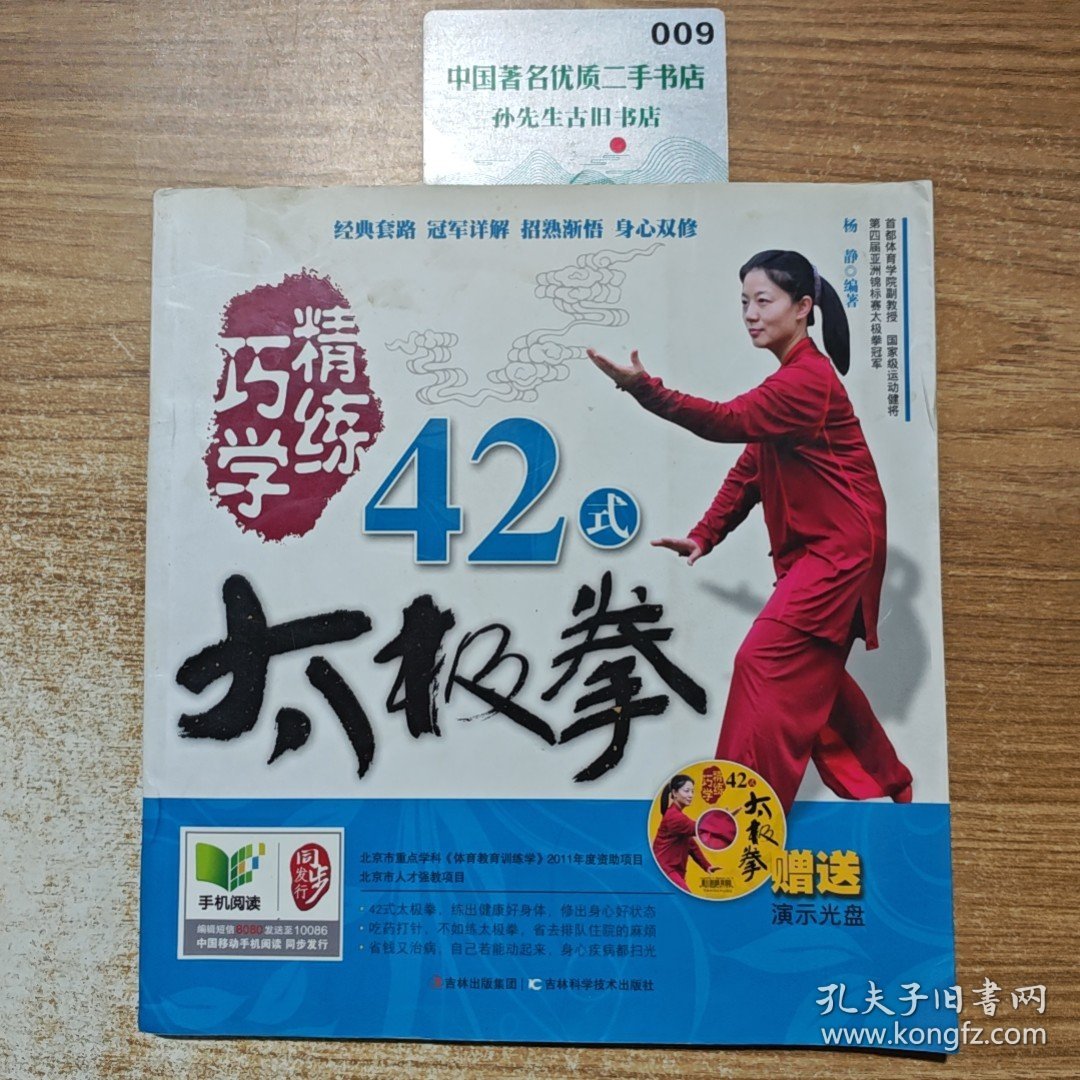 009
中国著名优质二手书店
孙先生古旧书店
经典套路 冠军详解 招熟渐悟 身心双修
首都体育学院副教授 国家级运动健将
第四届亚洲锦标赛太极拳冠军
杨静◎编著
精练
巧学
42式
太极拳
精练
巧学
42式
太极拳
赠送
演示光盘
手机阅读
同步
发行
编辑短信8080发送至10086
中国移动手机阅读 同步发行
北京市重点学科《体育教育训练学》2011年度资助项目
北京市人才强教项目
·42式太极拳，练出健康好身体，修出身心好状态
·吃药打针，不如练太极拳，省去排队住院的麻烦
·省钱又治病，自己若能动起来，身心疾病都扫光
吉林出版集团 吉林科学技术出版社
孔夫子旧書网
www.kongfz.com